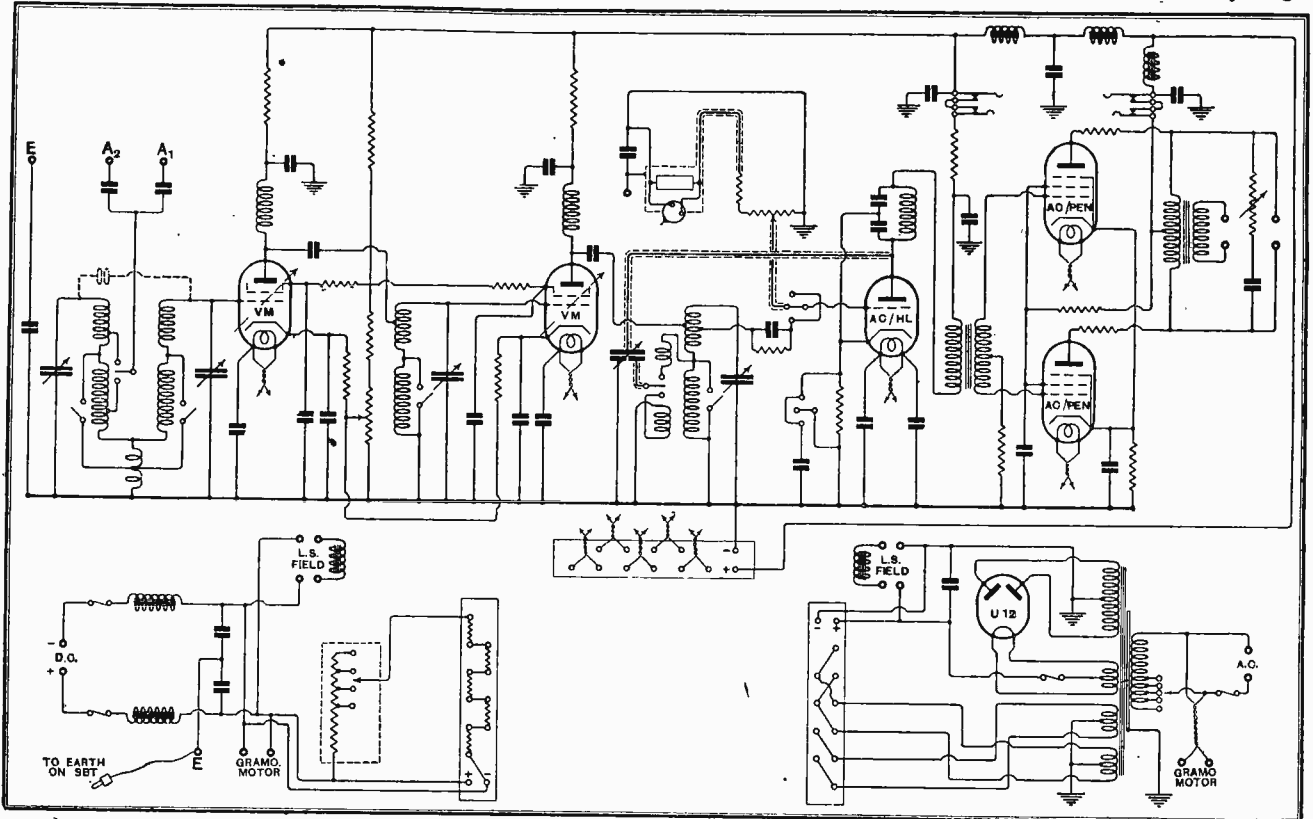 E
A2
A1
VM
VM
AC/HL
AC/PEN
AC/PEN
L.S.
FIELD
-
D.C.
+
TO EARTH
ON SET
E
GRAMO.
MOTOR
+ -
-
+
L.S.
FIELD
- +
U 12
A.C.
GRAMO
MOTOR